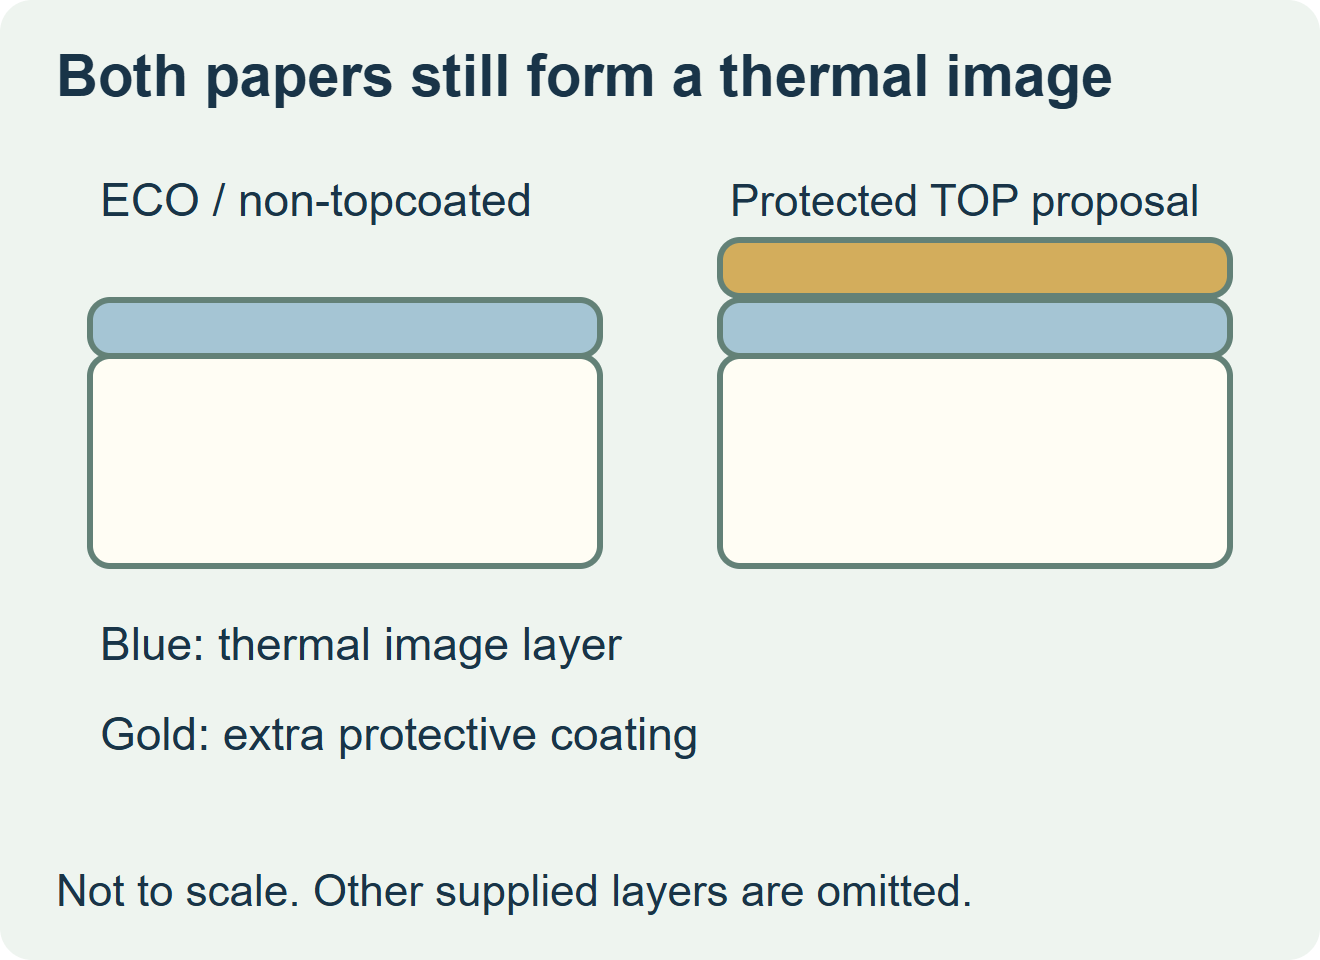 Both papers still form a thermal image
ECO / non-topcoated
Protected TOP proposal
Blue: thermal image layer
Gold: extra protective coating
Not to scale. Other supplied layers are omitted.